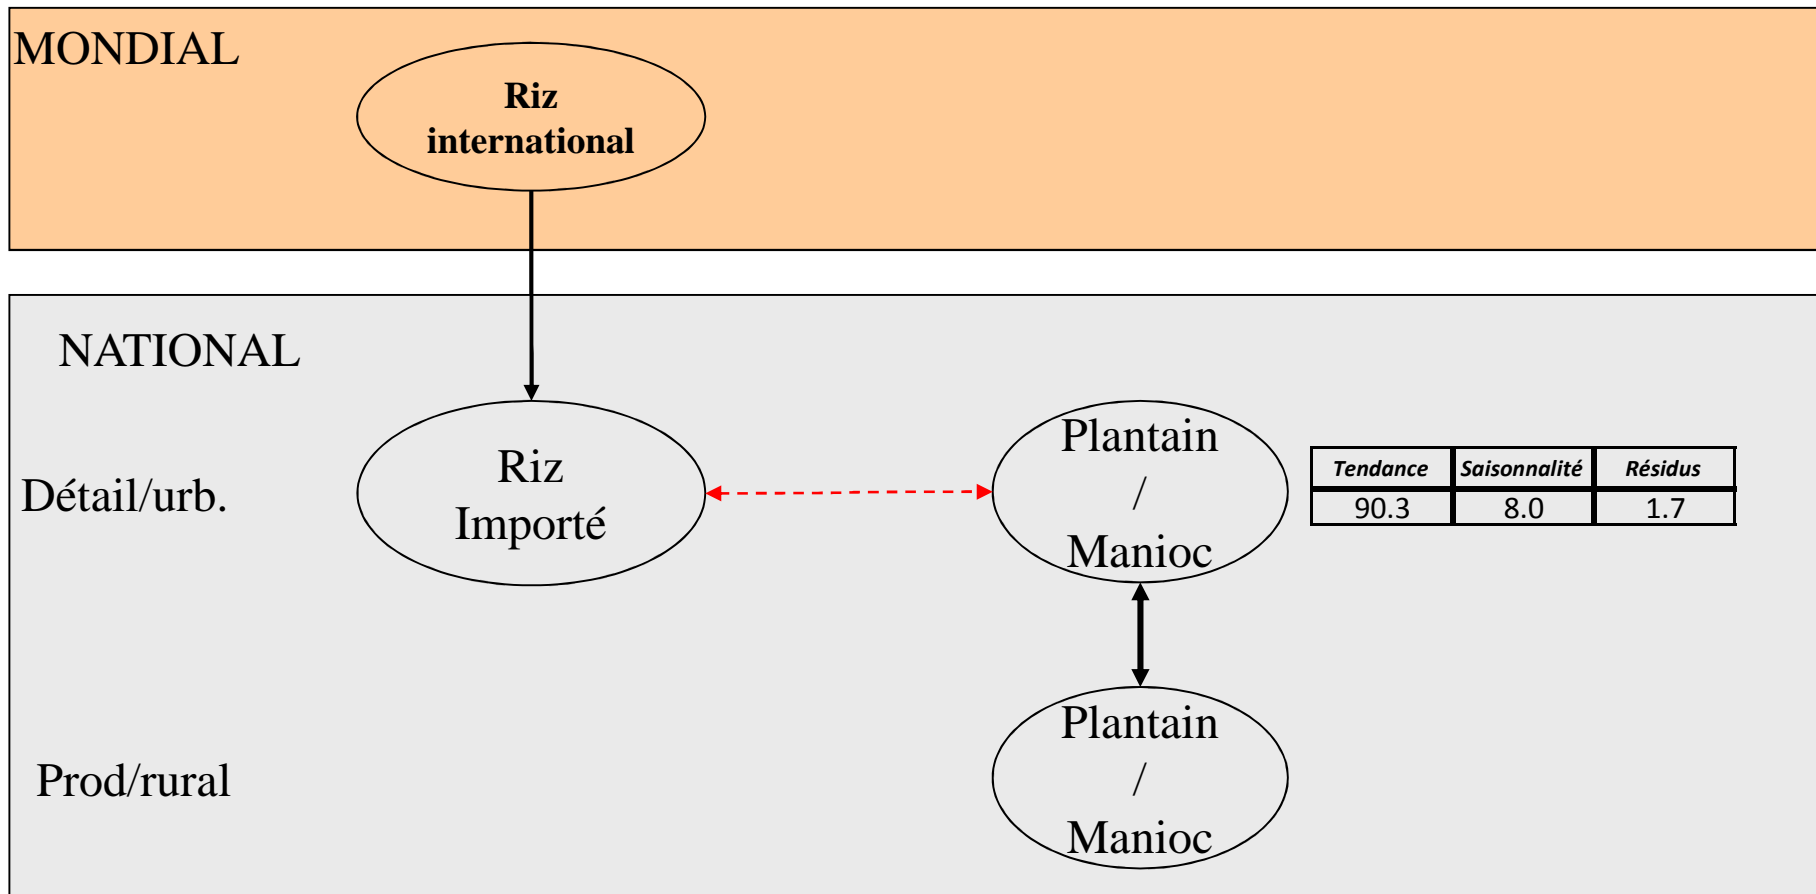 MONDIAL
Riz
international
NATIONAL
Détail/urb.
Riz
Importé
Plantain
/
Manioc
Tendance Saisonnalité Résidus
90.3 8.0 1.7
Prod/rural
Plantain
/
Manioc